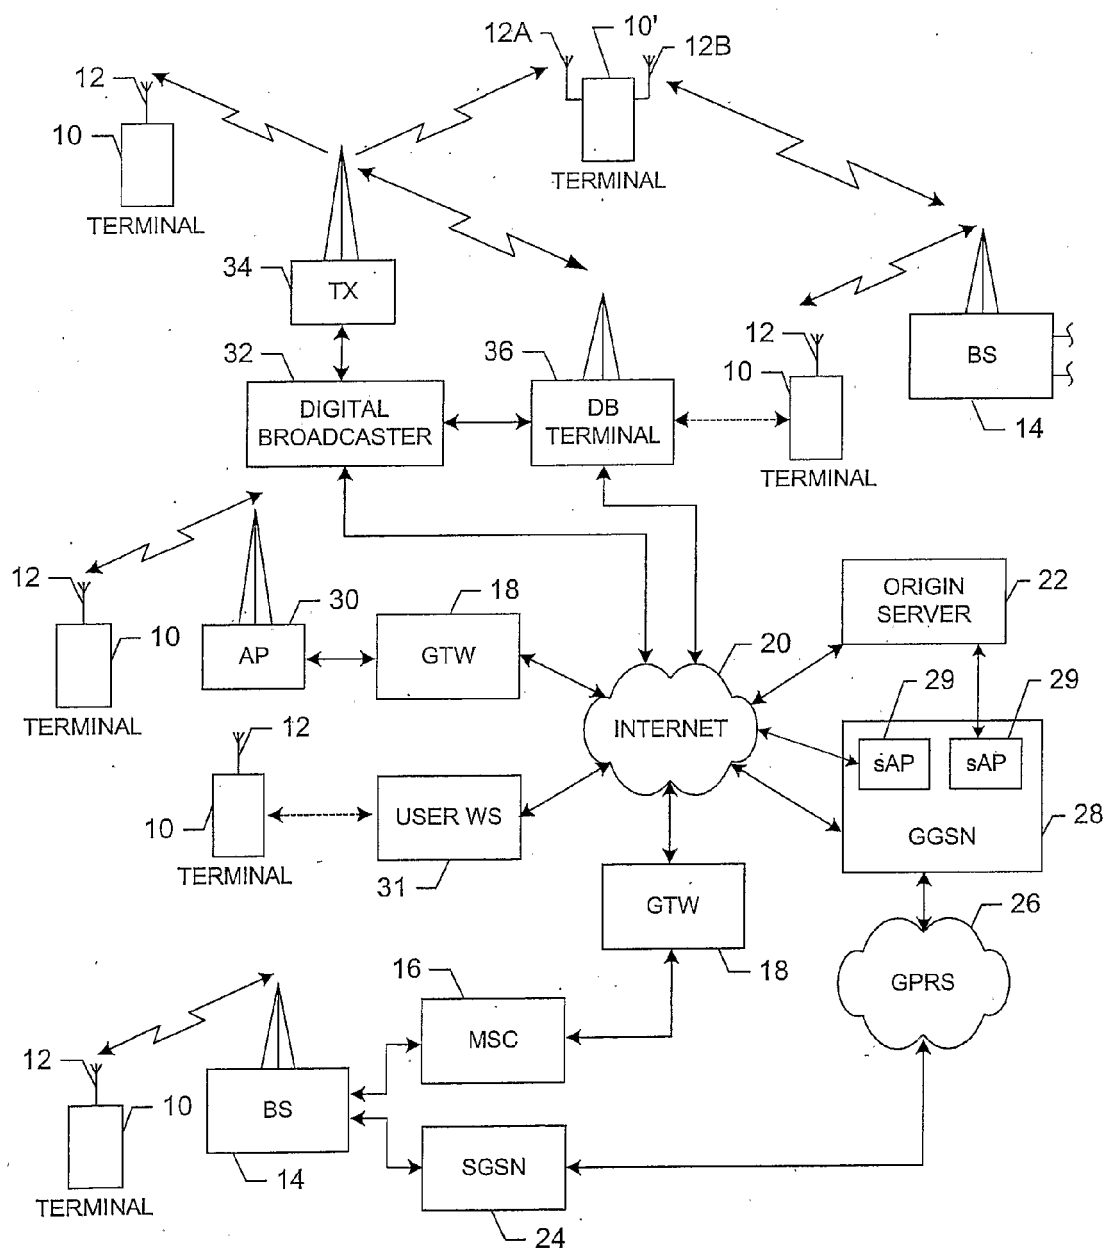 12A
10'
12B
12
10
TERMINAL
TERMINAL
34
TX
32
36
12
10
BS
DIGITAL
BROADCASTER
DB
TERMINAL
14
TERMINAL
12
30
18
ORIGIN
SERVER
22
10
AP
GTW
20
29
29
TERMINAL
12
INTERNET
sAP
sAP
10
USER WS
GGSN
28
TERMINAL
31
GTW
26
16
18
GPRS
MSC
12
10
BS
TERMINAL
14
SGSN
24